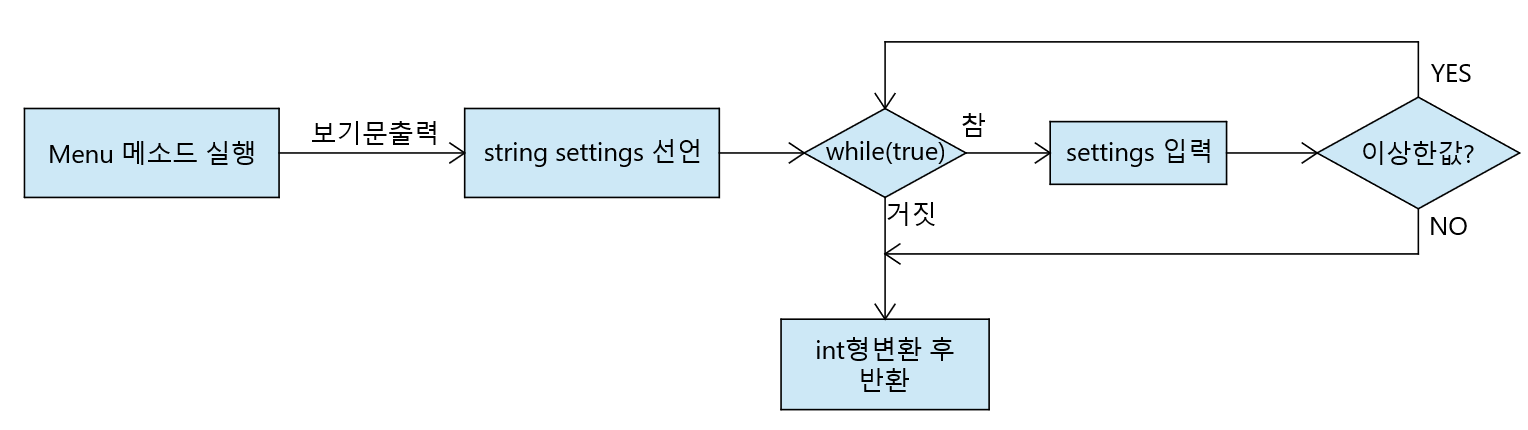 Menu 메소드 실행
보기문출력
string settings 선언
while(true)
참
거짓
settings 입력
이상한값?
YES
NO
int형변환 후
반환